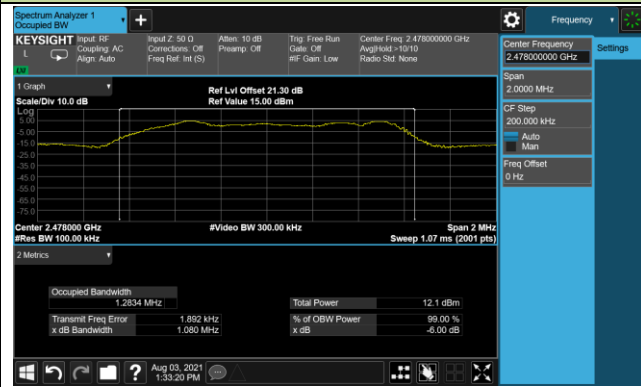 Spectrum Analyzer 1
Occupied BW
Frequency
KEYSIGHT
L
LXI
Input: RF
Coupling: AC
Align: Auto
Input Z: 50 Ω
Corrections: Off
Freq Ref: Int (S)
Atten: 10 dB
Preamp: Off
Trig: Free Run
Gate: Off
#IF Gain: Low
Center Freq: 2.478000000 GHz
Avg|Hold:>10/10
Radio Std: None
Center Frequency
2.478000000 GHz
Settings
Span
2.0000 MHz
CF Step
200.000 kHz
Auto
Man
Freq Offset
0 Hz
1 Graph
Scale/Div 10.0 dB
Ref Lvl Offset 21.30 dB
Ref Value 15.00 dBm
Log
5.00
-5.00
-15.0
-25.0
-35.0
-45.0
-55.0
-65.0
-75.0
Center 2.478000 GHz
#Res BW 100.00 kHz
#Video BW 300.00 kHz
Span 2 MHz
Sweep 1.07 ms (2001 pts)
2 Metrics
Occupied Bandwidth
1.2834 MHz
Total Power 12.1 dBm
Transmit Freq Error 1.892 kHz
% of OBW Power 99.00 %
x dB Bandwidth 1.080 MHz
x dB -6.00 dB
?
Aug 03, 2021
1:33:20 PM